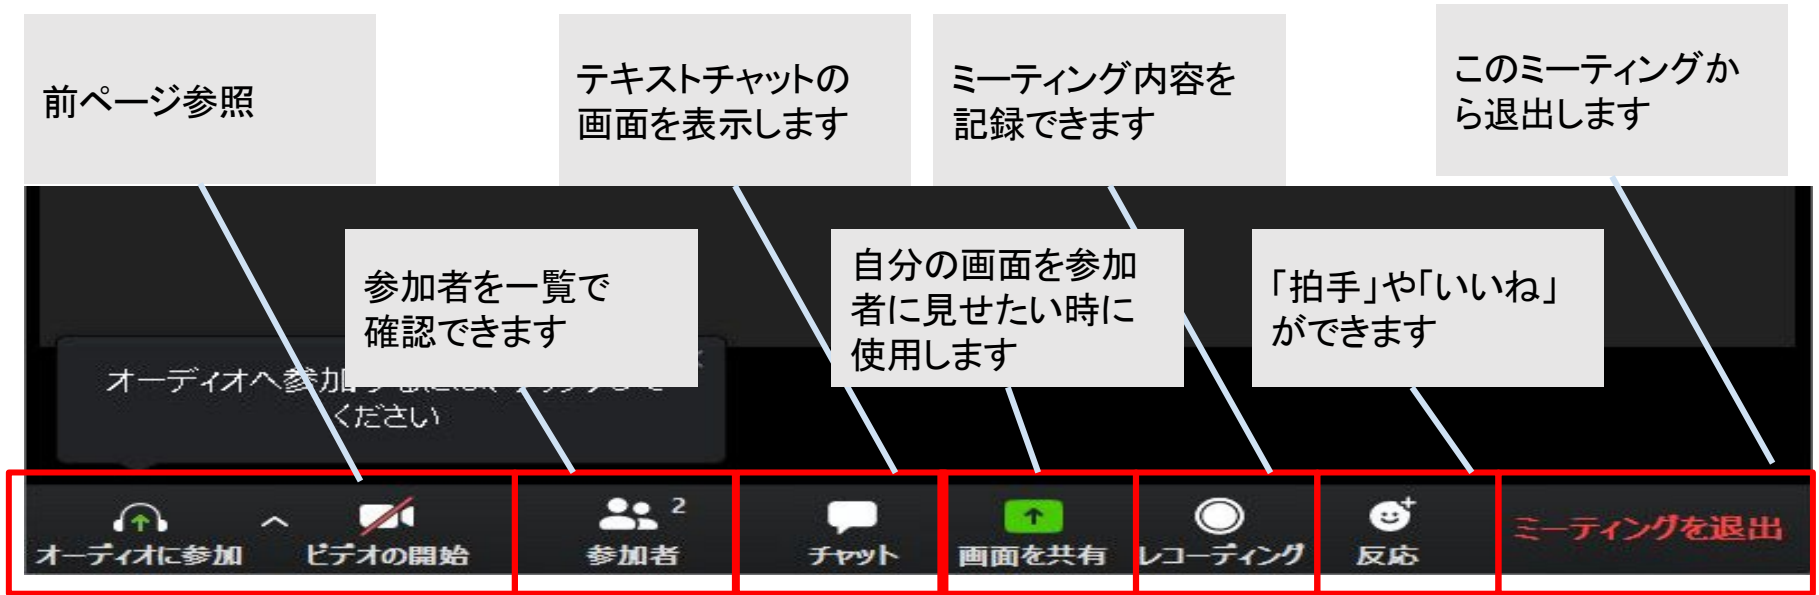 前ページ参照
テキストチャットの
画面を表示します
ミーティング内容を
記録できます
このミーティングか
ら退出します
参加者を一覧で
確認できます
自分の画面を参加
者に見せたい時に
使用します
「拍手」や「いいね」
ができます
オーディオへ参加
ください
オーディオに参加
ビデオの開始
2
参加者
チャット
画面を共有
レコーディング
反応
ミーティングを退出